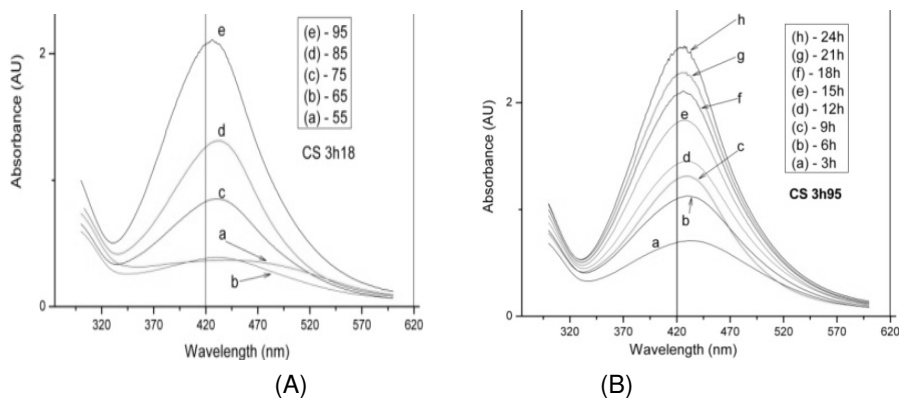 A
Absorbance (AU)
2
0
320 370 420 470 520 570 620
Wavelength (nm)
e
d
c
a
b
(e) - 95
(d) - 85
(c) - 75
(b) - 65
(a) - 55
CS 3h18
(A)
B
Absorbance (AU)
2
0
320 370 420 470 520 570 620
Wavelength (nm)
h
g
f
e
d
c
b
a
(h) - 24h
(g) - 21h
(f) - 18h
(e) - 15h
(d) - 12h
(c) - 9h
(b) - 6h
(a) - 3h
CS 3h95
(B)